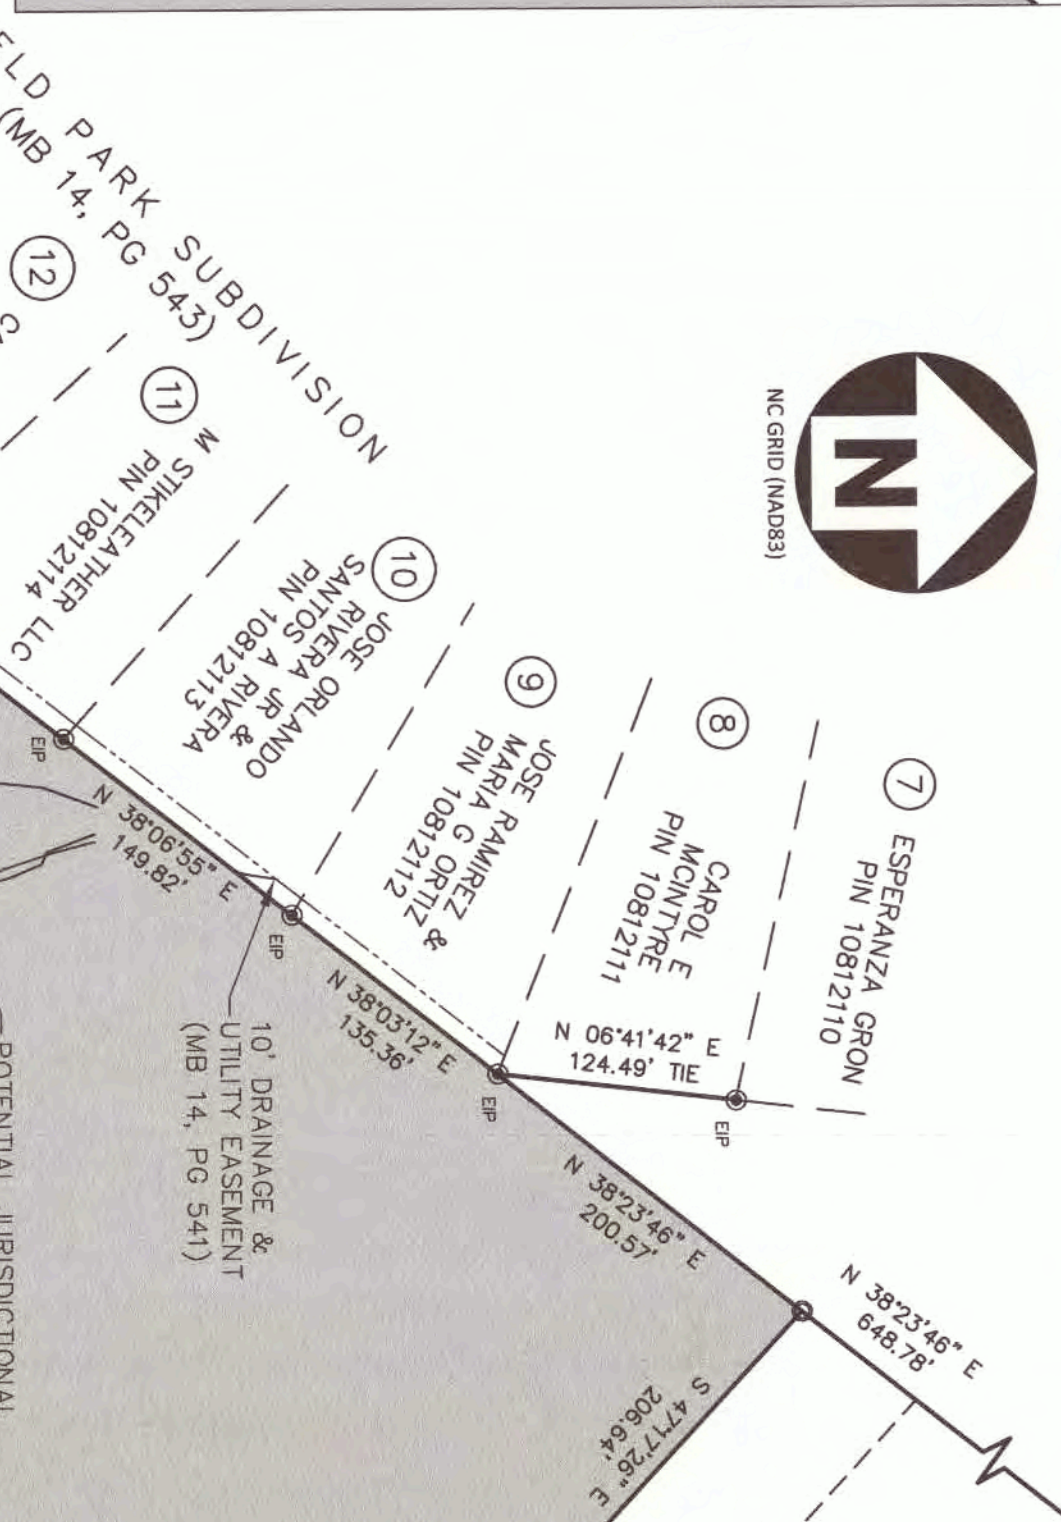 PARK SUBDIVISION
(MB 14, PG 543)
12
11
M STIKELEATHER LLC
PIN 10812114
10
JOSE ORLANDO
SANTOS RIVERA JR &
SANTOS A RIVERA
PIN 10812113
9
JOSE RAMIREZ &
MARIA G ORTIZ
PIN 10812112
8
CAROL E
MCINTYRE
PIN 10812111
7
ESPERANZA GRON
PIN 10812110
N
NC GRID (NAD83)
EIP
N 38°06'55" E
149.82'
EIP
N 38°03'12" E
135.36'
EIP
N 06°41'42" E
124.49' TIE
EIP
N 38°23'46" E
200.57'
N 38°23'46" E
648.78'
S 47°17'26" E
206.64'
10' DRAINAGE &
UTILITY EASEMENT
(MB 14, PG 541)
POTENTIAL JURISDICTIONAL